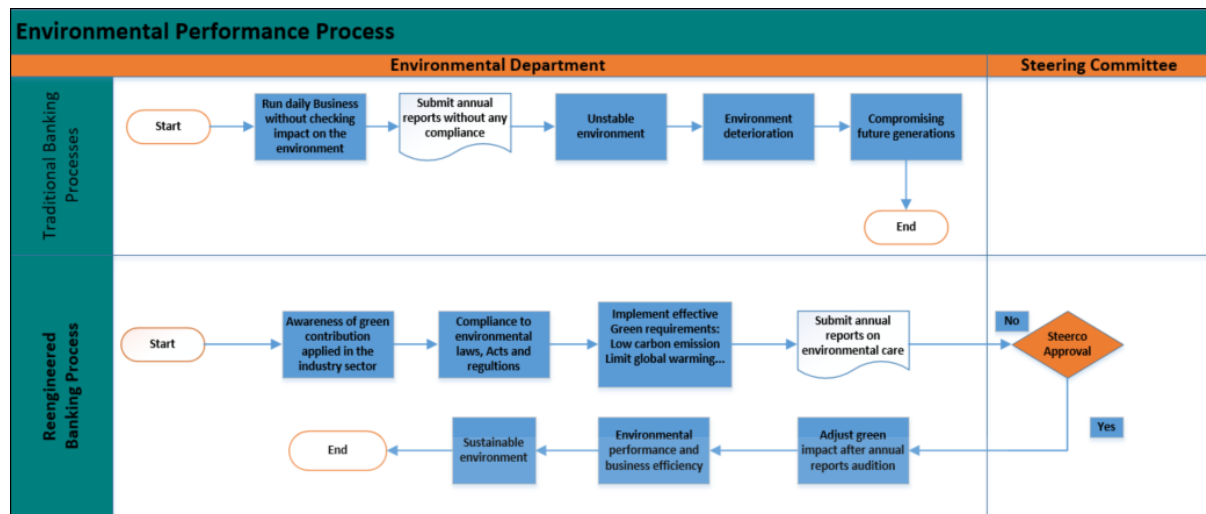 Environmental Performance Process
Environmental Department
Steering Committee
Traditional Banking
Processes
Start
Run daily Business
without checking
impact on the
environment
Submit annual
reports without any
compliance
Unstable
environment
Environment
deterioration
Compromising
future generations
End
Reengineered
Banking Process
Start
Awareness of green
contribution
applied in the
industry sector
Compliance to
environmental
laws, Acts and
regultions
Implement effective
Green requirements:
Low carbon emission
Limit global warming...
Submit annual
reports on
environmental care
No
Steerco
Approval
Yes
Adjust green
impact after annual
reports audition
Environmental
performance and
business efficiency
Sustainable
environment
End